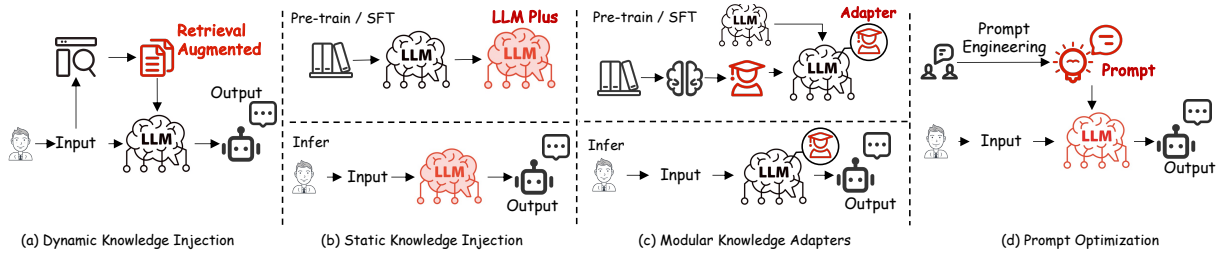 Retrieval
Augmented
Output
Input
LLM
(a) Dynamic Knowledge Injection
Pre-train / SFT
LLM Plus
LLM
LLM
Infer
Input
LLM
Output
(b) Static Knowledge Injection
Pre-train / SFT
LLM
Adapter
LLM
Infer
Input
LLM
Output
(c) Modular Knowledge Adapters
Prompt
Engineering
Prompt
Input
LLM
Output
(d) Prompt Optimization